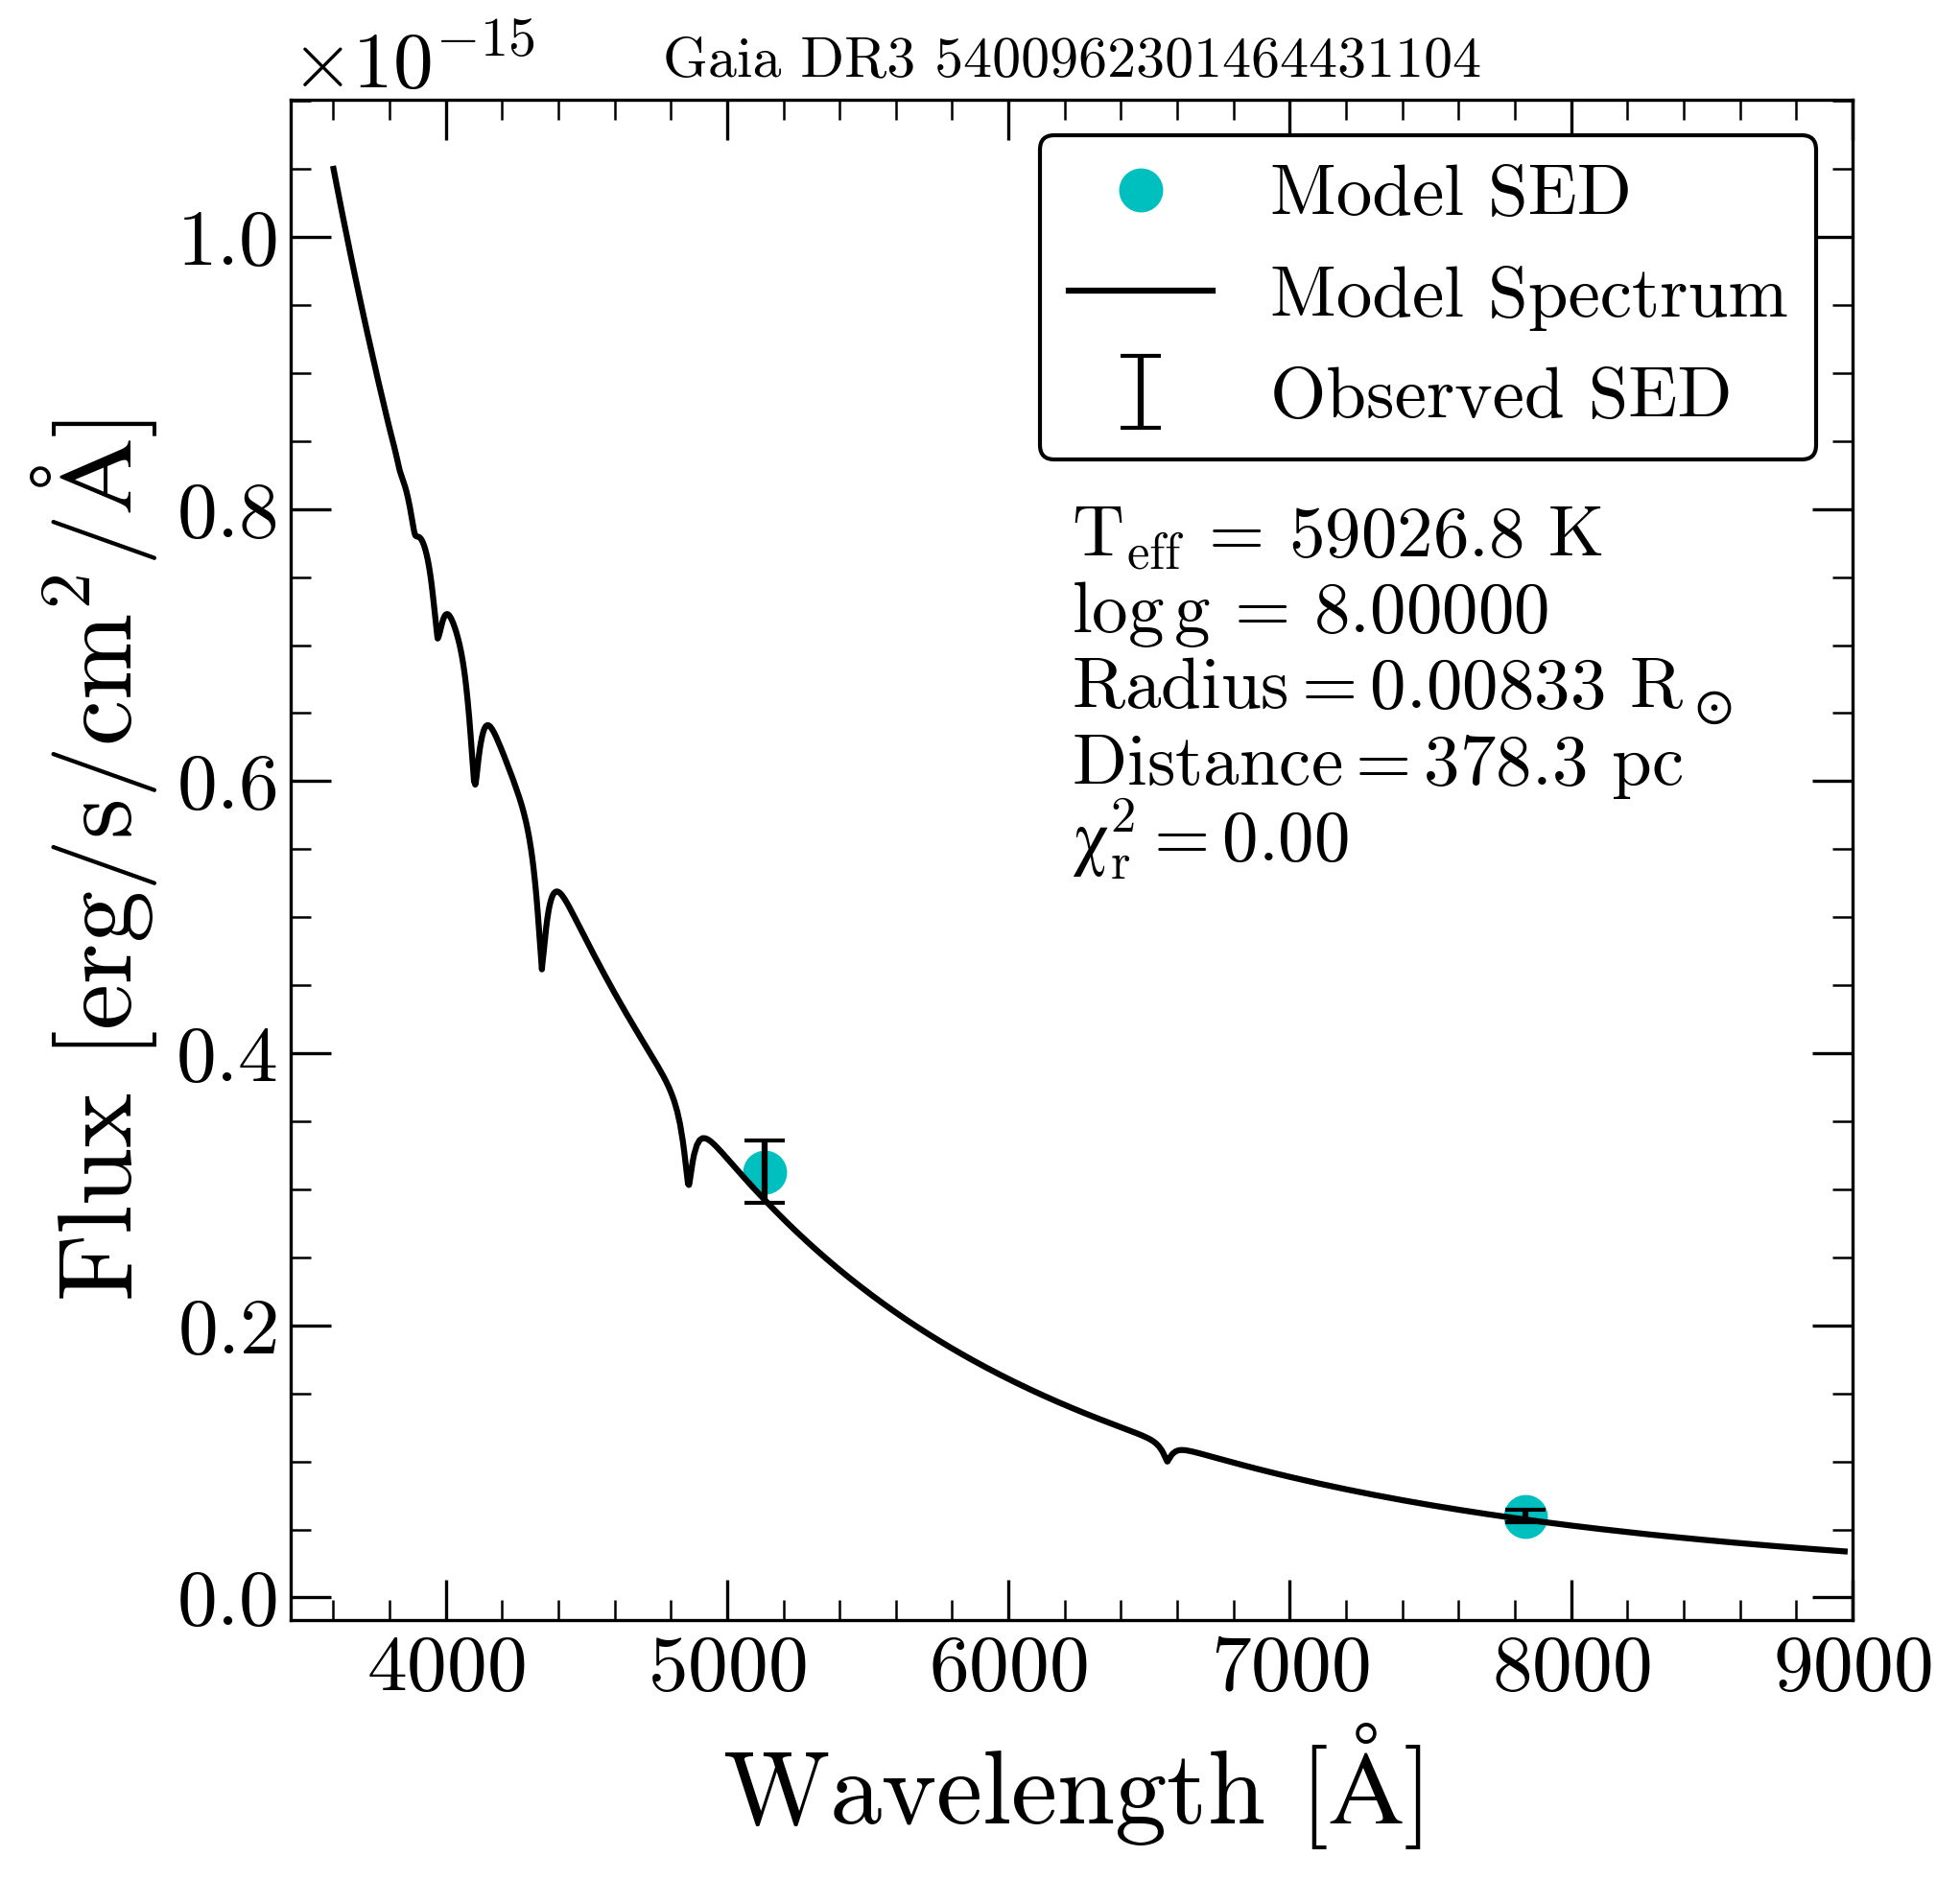 ×10⁻¹⁵
Gaia DR3 5400962301464431104
Model SED
Model Spectrum
Observed SED
T_eff = 59026.8 K
log g = 8.00000
Radius = 0.00833 R_⊙
Distance = 378.3 pc
χ²_r = 0.00
Flux [erg/s/cm²/Å]
1.0
0.8
0.6
0.4
0.2
0.0
4000 5000 6000 7000 8000 9000
Wavelength [Å]